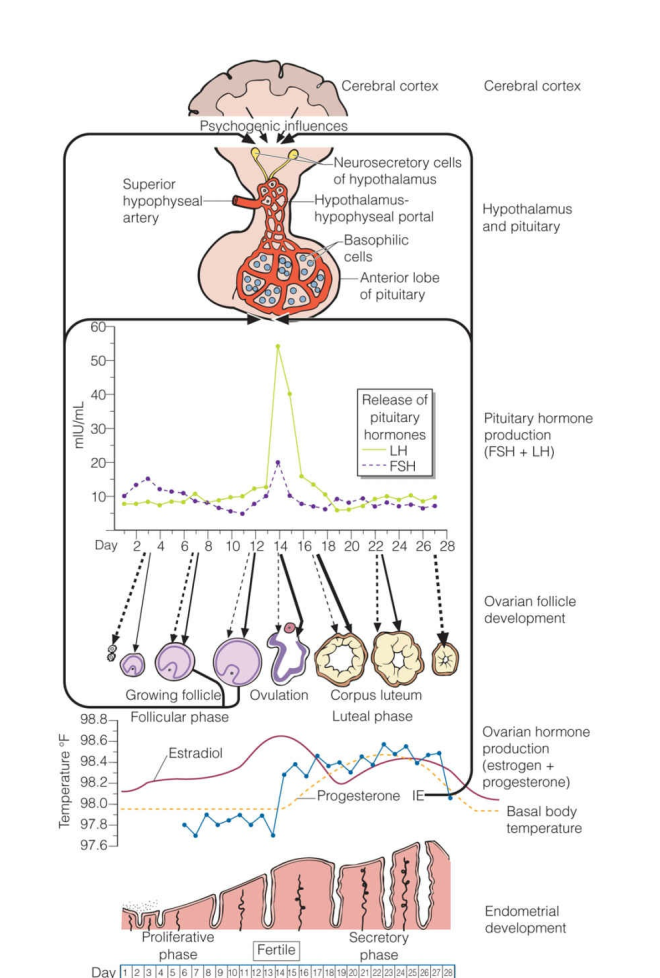 Cerebral cortex
Cerebral cortex
Psychogenic influences
Neurosecretory cells
of hypothalamus
Superior
hypophyseal
artery
Hypothalamus-
hypophyseal portal
Hypothalamus
and pituitary
Basophilic
cells
Anterior lobe
of pituitary
60
50
40
30
20
10
mIU/mL
Release of
pituitary
hormones
LH
FSH
Pituitary hormone
production
(FSH + LH)
Day 2 4 6 8 10 12 14 16 18 20 22 24 26 28
Ovarian follicle
development
Growing follicle
Ovulation
Corpus luteum
Follicular phase
Luteal phase
98.8
98.6
98.4
98.2
98.0
97.8
97.6
Temperature °F
Estradiol
Progesterone
IE
Ovarian hormone
production
(estrogen +
progesterone)
Basal body
temperature
Endometrial
development
Proliferative
phase
Fertile
Secretory
phase
Day 1 2 3 4 5 6 7 8 9 10 11 12 13 14 15 16 17 18 19 20 21 22 23 24 25 26 27 28